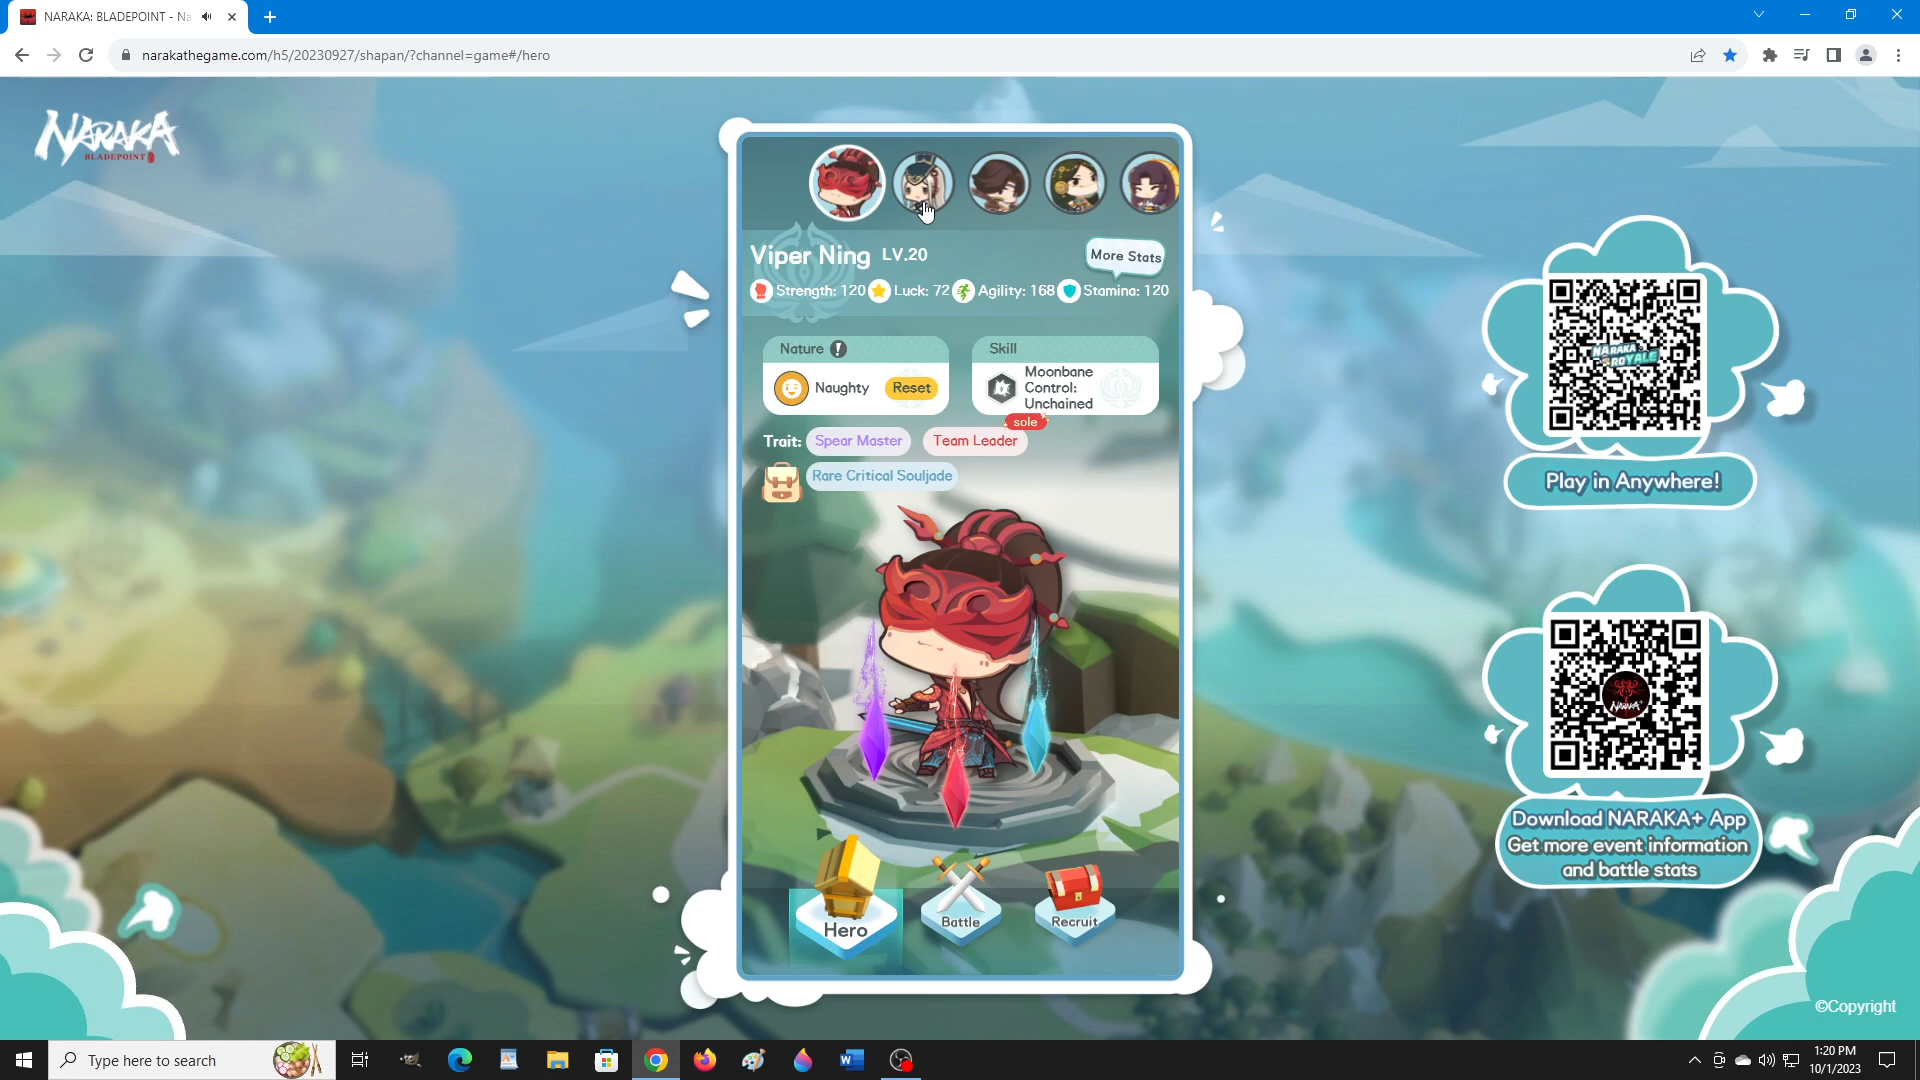 NARAKA: BLADEPOINT - Na
narakathegame.com/h5/20230927/shapan/?channel=game#/hero
NARAKA
BLADEPOINT
Viper Ning LV.20
More Stats
Strength: 120 Luck: 72 Agility: 168 Stamina: 120
Nature !
Naughty Reset
Skill
Moonbane
Control:
Unchained
sole
Trait: Spear Master Team Leader
Rare Critical Souljade
Hero
Battle
Recruit
NARAKA
ROYALE
Play in Anywhere!
NARAKA
Download NARAKA+ App
Get more event information
and battle stats
©Copyright
Type here to search
1:20 PM
10/1/2023